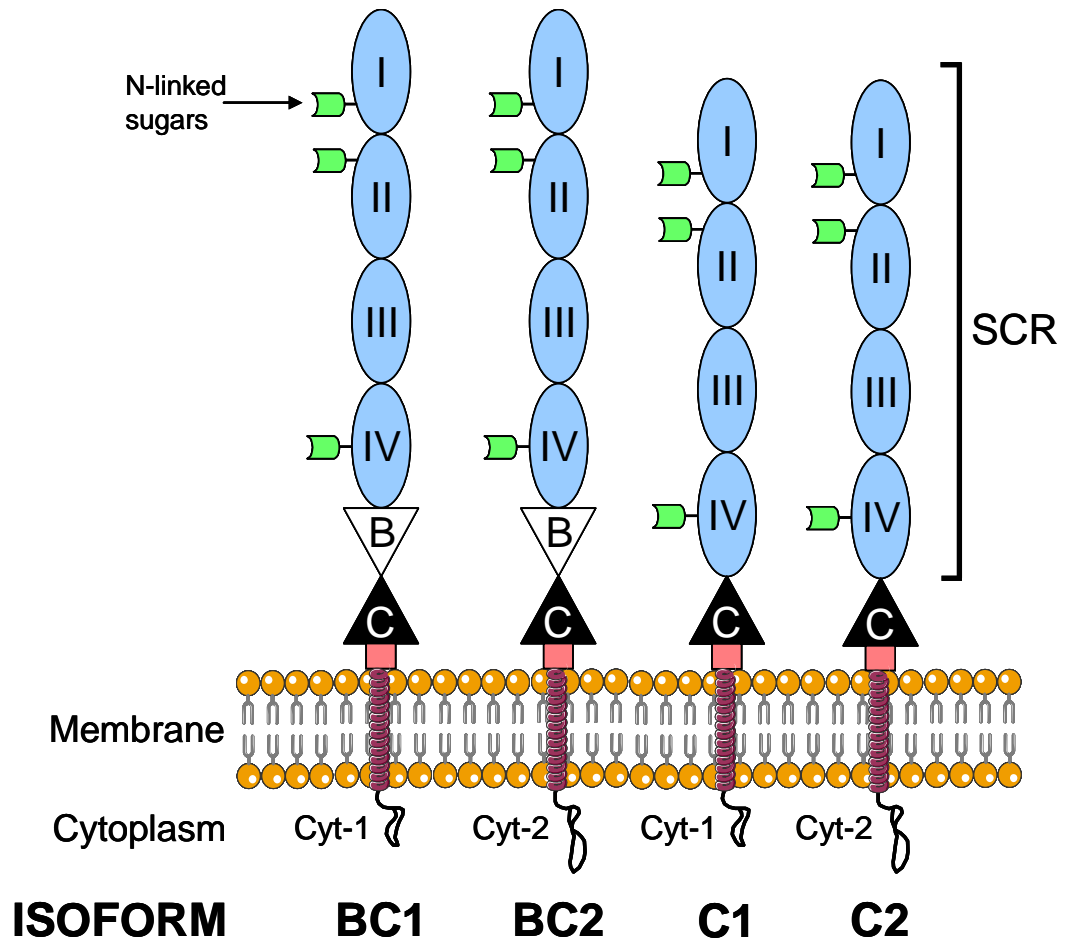 I I
N-linked
sugars
I I
II II
II II
III III
SCR
III III
IV IV
IV IV
B B
C C C C
Membrane
Cytoplasm Cyt-1 Cyt-2 Cyt-1 Cyt-2
ISOFORM BC1 BC2 C1 C2